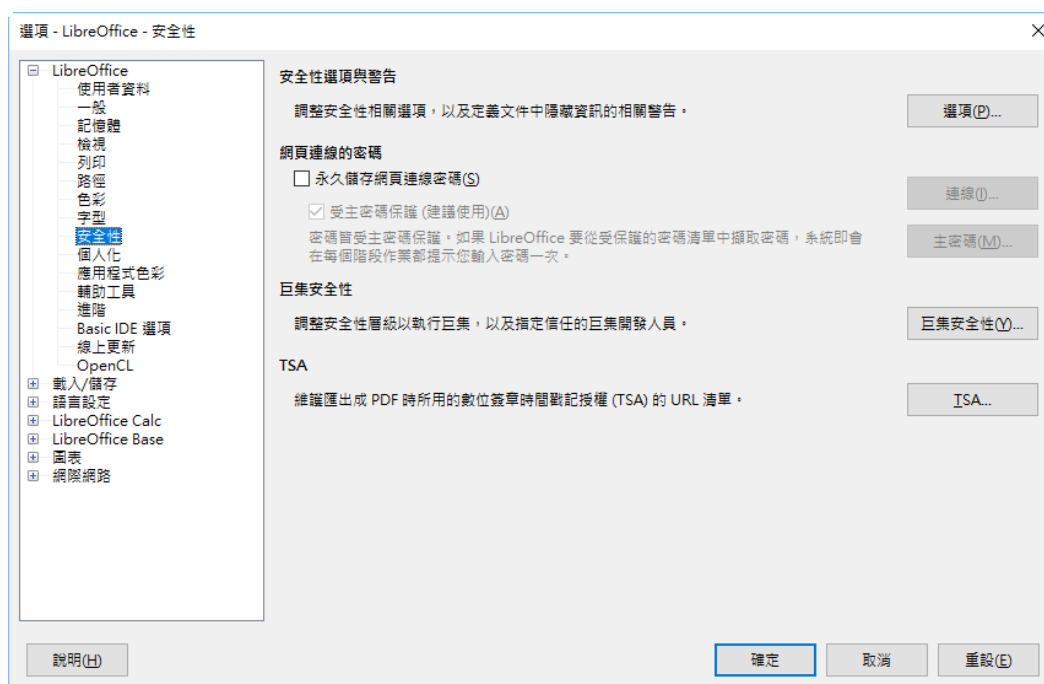 選項 - LibreOffice - 安全性
LibreOffice
使用者資料
一般
記憶體
檢視
列印
路徑
色彩
字型
安全性
個人化
應用程式色彩
輔助工具
進階
Basic IDE 選項
線上更新
OpenCL
載入/儲存
語言設定
LibreOffice Calc
LibreOffice Base
圖表
網際網路
安全性選項與警告
調整安全性相關選項，以及定義文件中隱藏資訊的相關警告。
選項(P)...
網頁連線的密碼
永久儲存網頁連線密碼(S)
連線(I)...
受主密碼保護 (建議使用)(A)
密碼皆受主密碼保護。如果 LibreOffice 要從受保護的密碼清單中擷取密碼，系統即會
在每個階段作業都提示您輸入密碼一次。
主密碼(M)...
巨集安全性
調整安全性層級以執行巨集，以及指定信任的巨集開發人員。
巨集安全性(Y)...
TSA
維護匯出成 PDF 時所用的數位簽章時間戳記授權 (TSA) 的 URL 清單。
TSA...
說明(H)
確定
取消
重設(E)